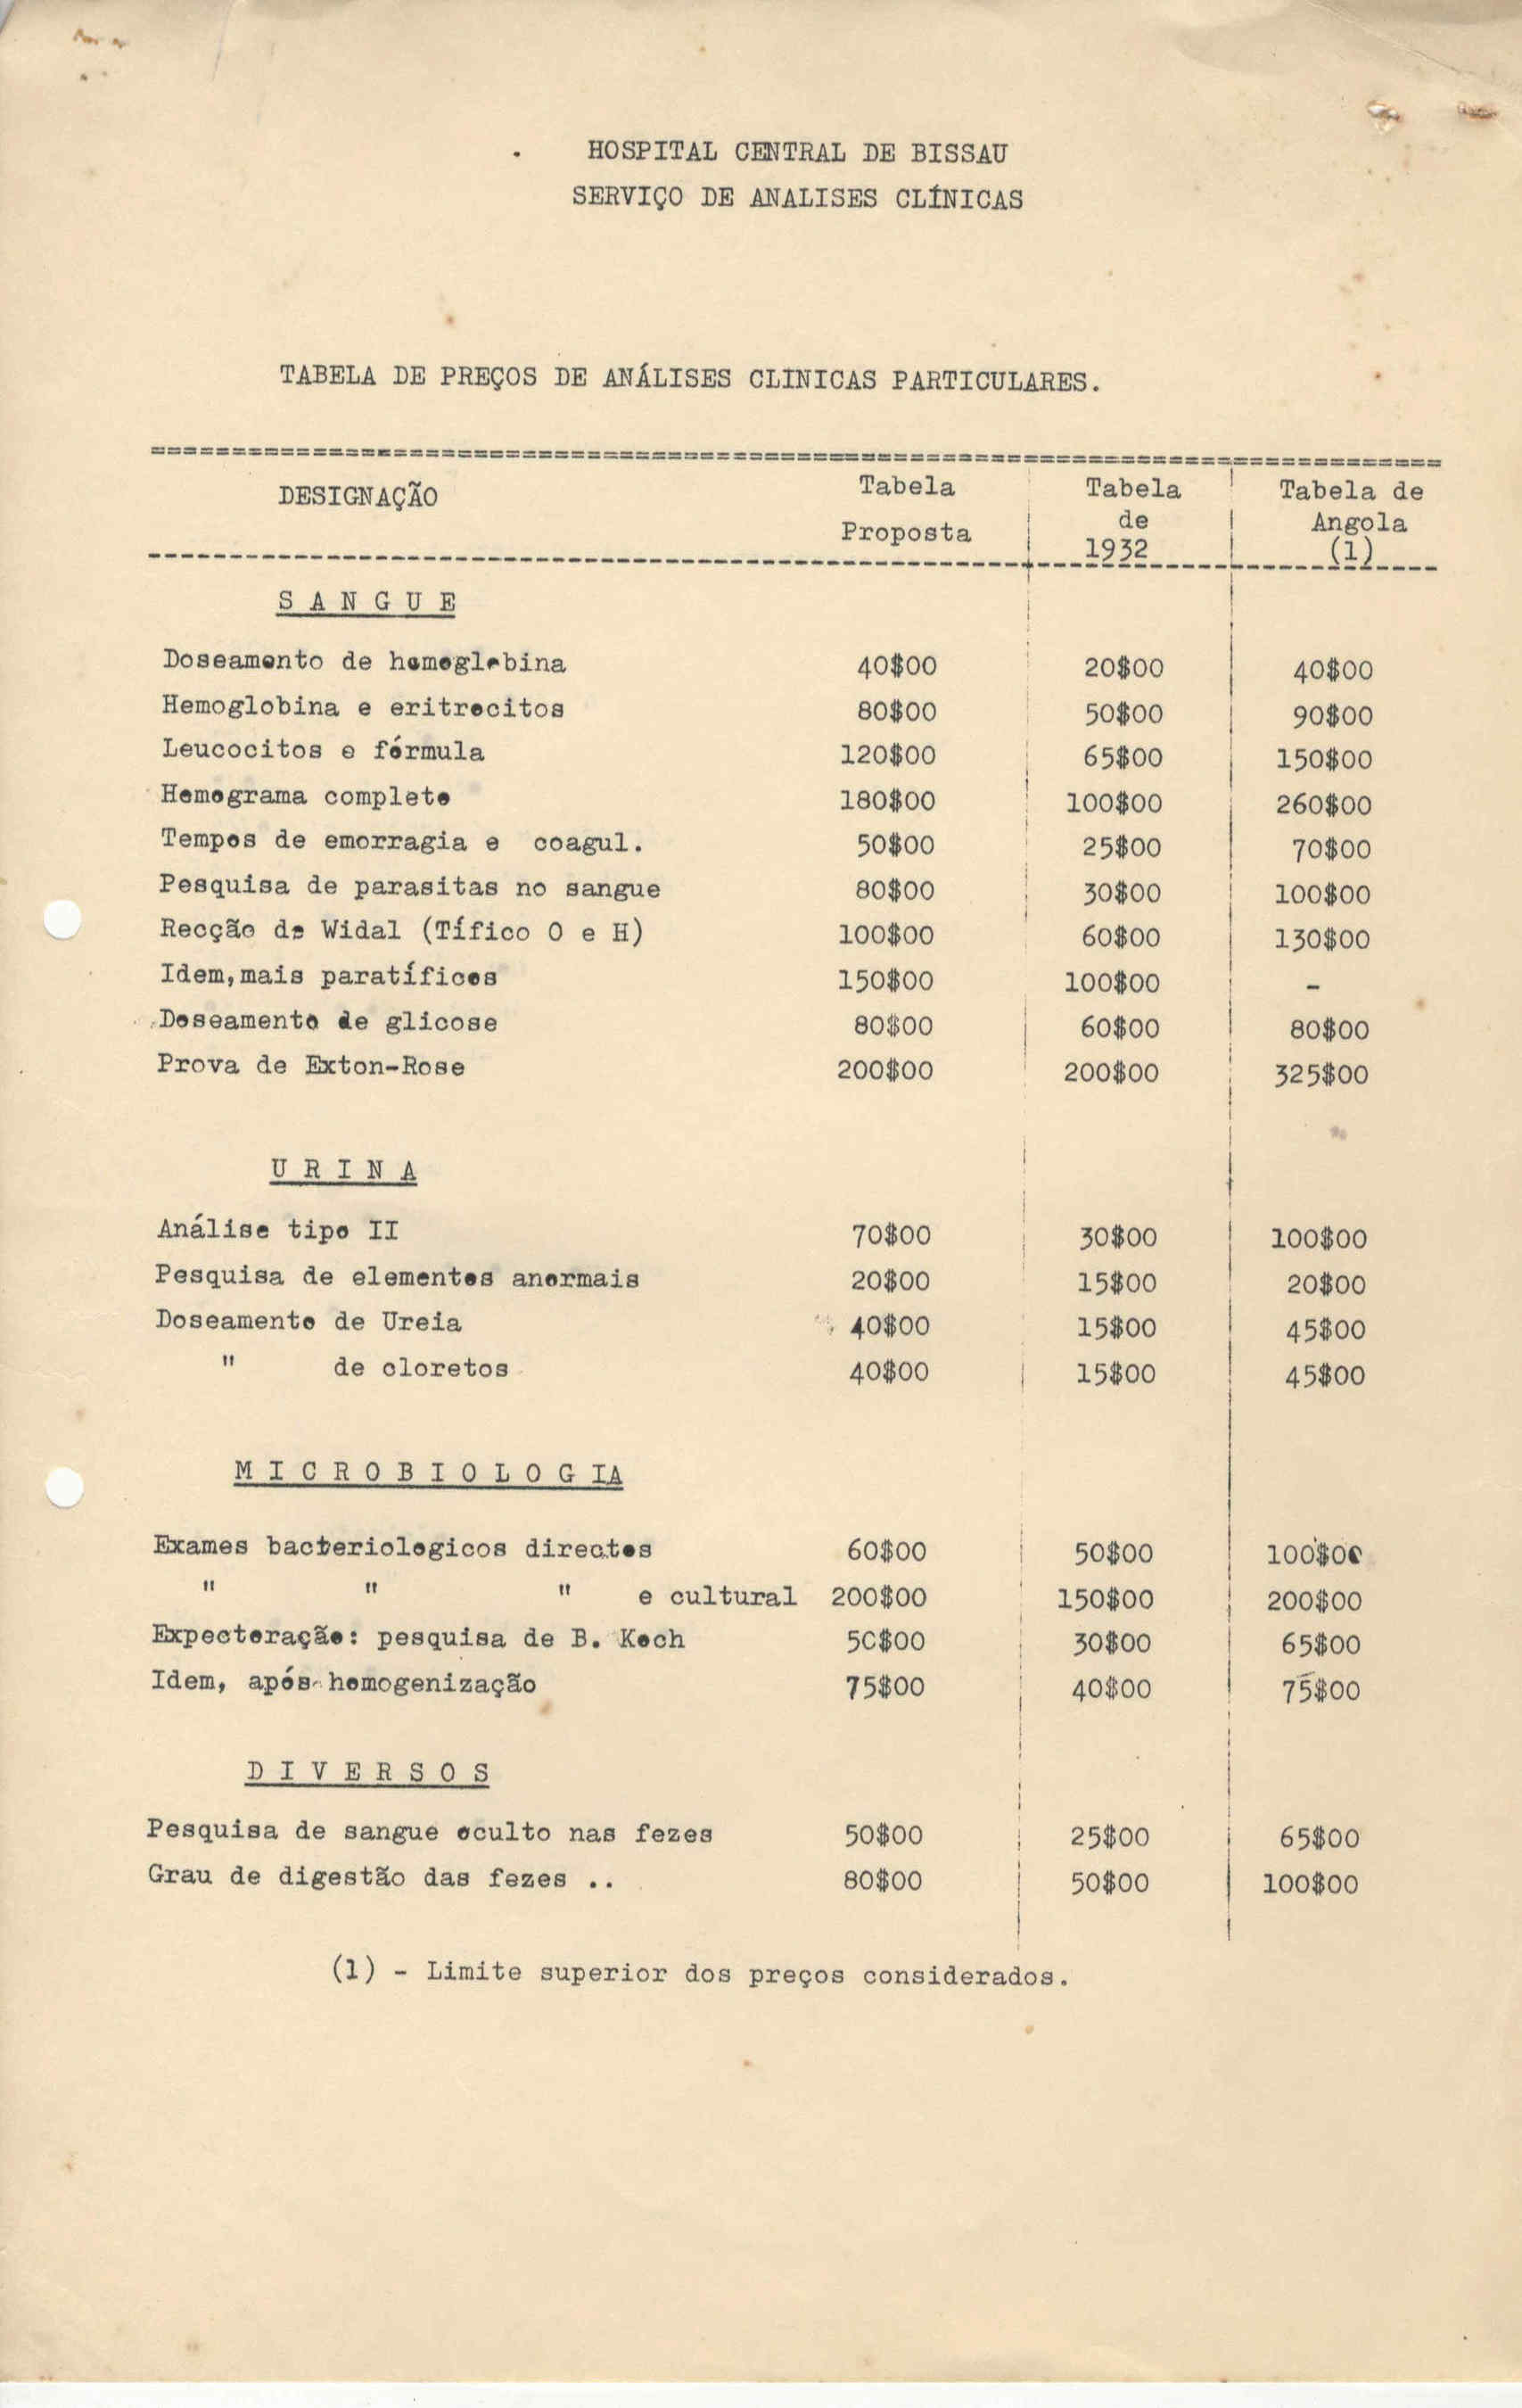 HOSPITAL CENTRAL DE BISSAU
SERVIÇO DE ANALISES CLÍNICAS
TABELA DE PREÇOS DE ANÁLISES CLINICAS PARTICULARES.
DESIGNAÇÃO Tabela Proposta Tabela de 1932 Tabela de Angola (1)
S A N G U E
Doseamento de hemoglobina 40$00 20$00 40$00
Hemoglobina e eritrocitos 80$00 50$00 90$00
Leucocitos e fórmula 120$00 65$00 150$00
Hemograma completo 180$00 100$00 260$00
Tempos de emorragia e coagul. 50$00 25$00 70$00
Pesquisa de parasitas no sangue 80$00 30$00 100$00
Recção de Widal (Tífico O e H) 100$00 60$00 130$00
Idem,mais paratíficos 150$00 100$00 -
Doseamento de glicose 80$00 60$00 80$00
Prova de Exton-Rose 200$00 200$00 325$00
U R I N A
Análise tipo II 70$00 30$00 100$00
Pesquisa de elementos anormais 20$00 15$00 20$00
Doseamento de Ureia 40$00 15$00 45$00
" de cloretos 40$00 15$00 45$00
M I C R O B I O L O G IA
Exames bacteriologicos directos 60$00 50$00 100$00
" " " e cultural 200$00 150$00 200$00
Expectoração: pesquisa de B. Koch 50$00 30$00 65$00
Idem, após homogenização 75$00 40$00 75$00
D I V E R S O S
Pesquisa de sangue oculto nas fezes 50$00 25$00 65$00
Grau de digestão das fezes .. 80$00 50$00 100$00
(1) - Limite superior dos preços considerados.